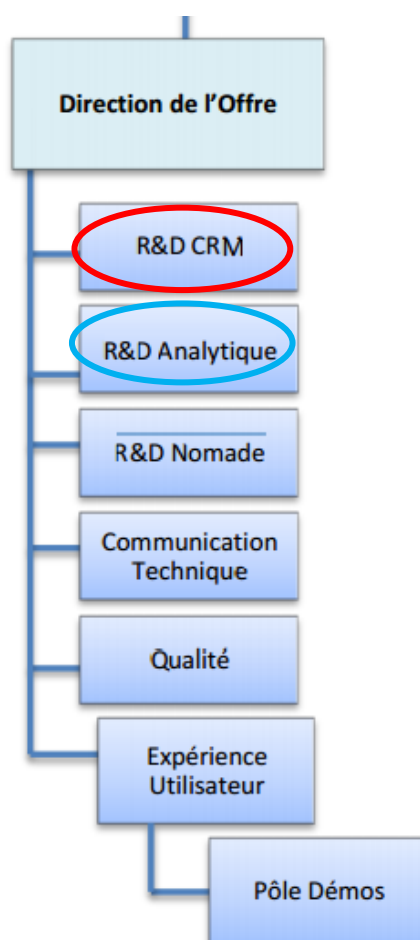 Direction de l’Offre
R&D CRM
R&D Analytique
R&D Nomade
Communication
Technique
Qualité
Expérience
Utilisateur
Pôle Démos